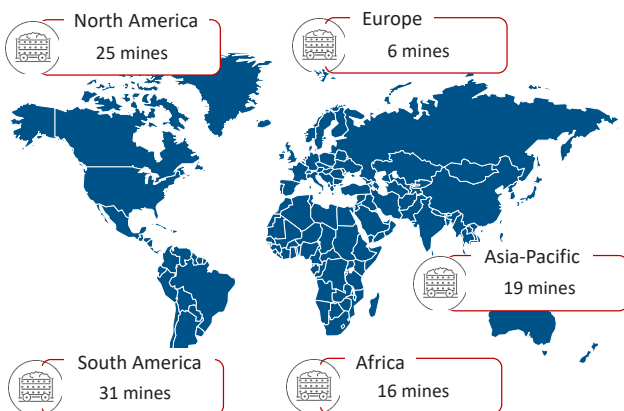 North America
25 mines
Europe
6 mines
Asia-Pacific
19 mines
South America
31 mines
Africa
16 mines